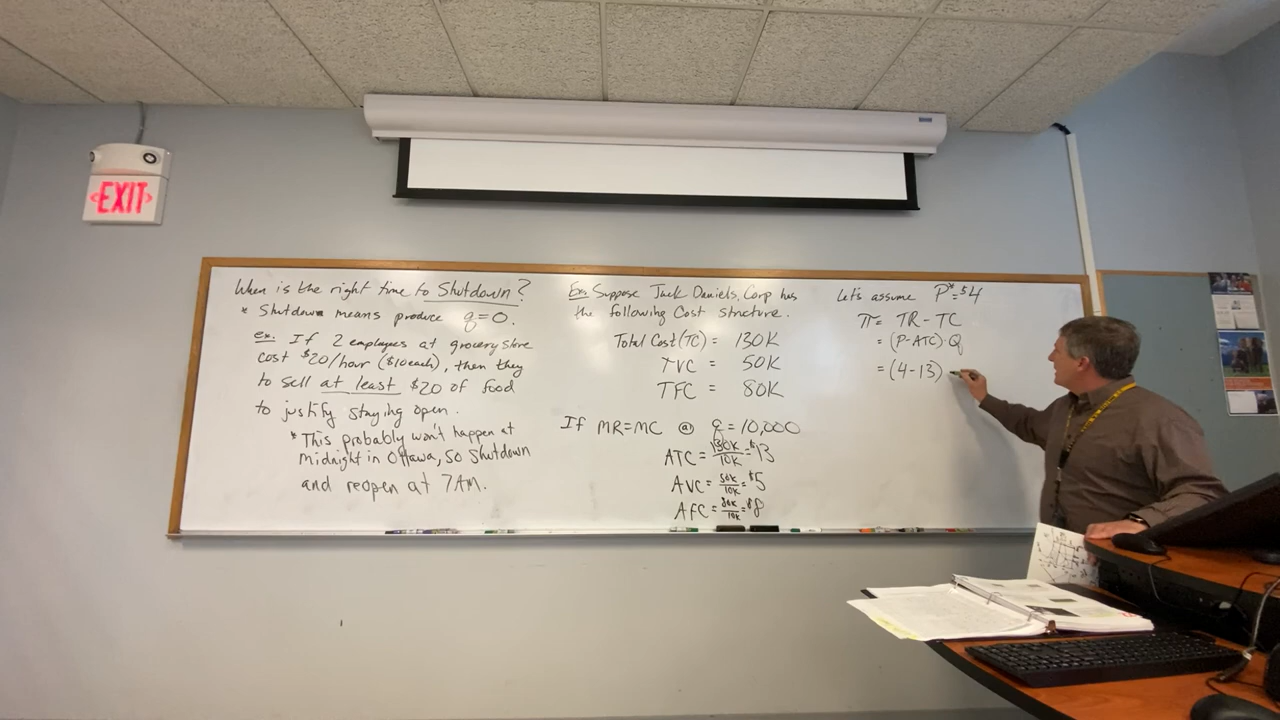 EXIT
When is the right time to Shutdown?
* Shutdown means produce q=0.
ex. If 2 employees at grocery store
cost $20/hour ($10 each), then they
to sell at least $20 of food
to justify staying open.
* This probably won't happen at
midnight in Ottawa, so Shutdown
and reopen at 7AM.
Ex: Suppose Jack Daniels, Corp has
the following Cost structure.
Total Cost (TC) = 130K
TVC = 50K
TFC = 80K
If MR=MC @ q = 10,000
ATC = 130K/10K = $13
AVC = 50K/10K = $5
AFC = 80K/10K = $8
Let's assume P*=$4
π = TR - TC
= (P-ATC)·Q
= (4-13)